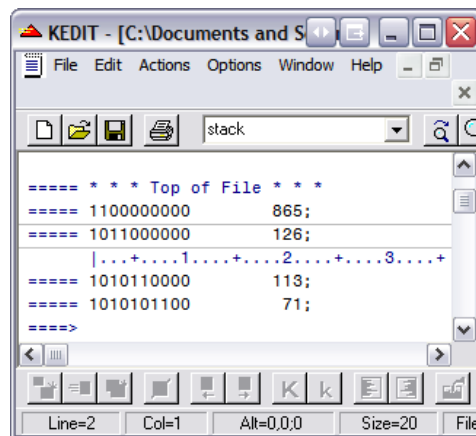 KEDIT - [C:\Documents and S
File Edit Actions Options Window Help
stack
===== * * * Top of File * * *
===== 1100000000 865;
===== 1011000000 126;
|...+....1....+....2....+....3....+
===== 1010110000 113;
===== 1010101100 71;
====>
K k
Line=2 Col=1 Alt=0,0;0 Size=20 File